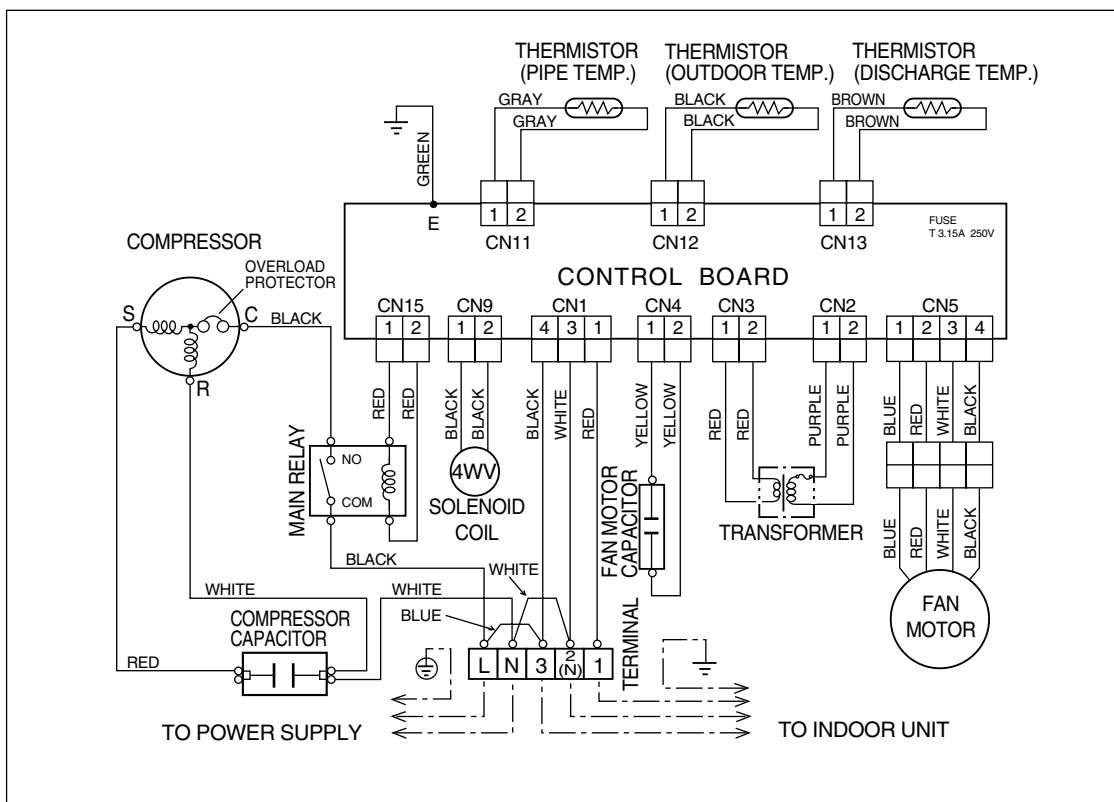 THERMISTOR
(PIPE TEMP.)
THERMISTOR
(OUTDOOR TEMP.)
THERMISTOR
(DISCHARGE TEMP.)
GRAY
GRAY
BLACK
BLACK
BROWN
BROWN
GREEN
E
1 2
CN11
1 2
CN12
1 2
CN13
FUSE
T 3.15A 250V
CONTROL BOARD
COMPRESSOR
OVERLOAD
PROTECTOR
S
C
R
BLACK
CN15
1 2
CN9
1 2
CN1
4 3 1
CN4
1 2
CN3
1 2
CN2
1 2
CN5
1 2 3 4
RED
RED
BLACK
BLACK
BLACK
WHITE
RED
YELLOW
YELLOW
RED
RED
PURPLE
PURPLE
BLUE
RED
WHITE
BLACK
MAIN RELAY
NO
COM
4WV
SOLENOID
COIL
FAN MOTOR
CAPACITOR
TRANSFORMER
BLUE
RED
WHITE
BLACK
FAN
MOTOR
BLACK
WHITE
WHITE
WHITE
BLUE
COMPRESSOR
CAPACITOR
RED
L N 3 2 (N) 1
TERMINAL
TO POWER SUPPLY
TO INDOOR UNIT